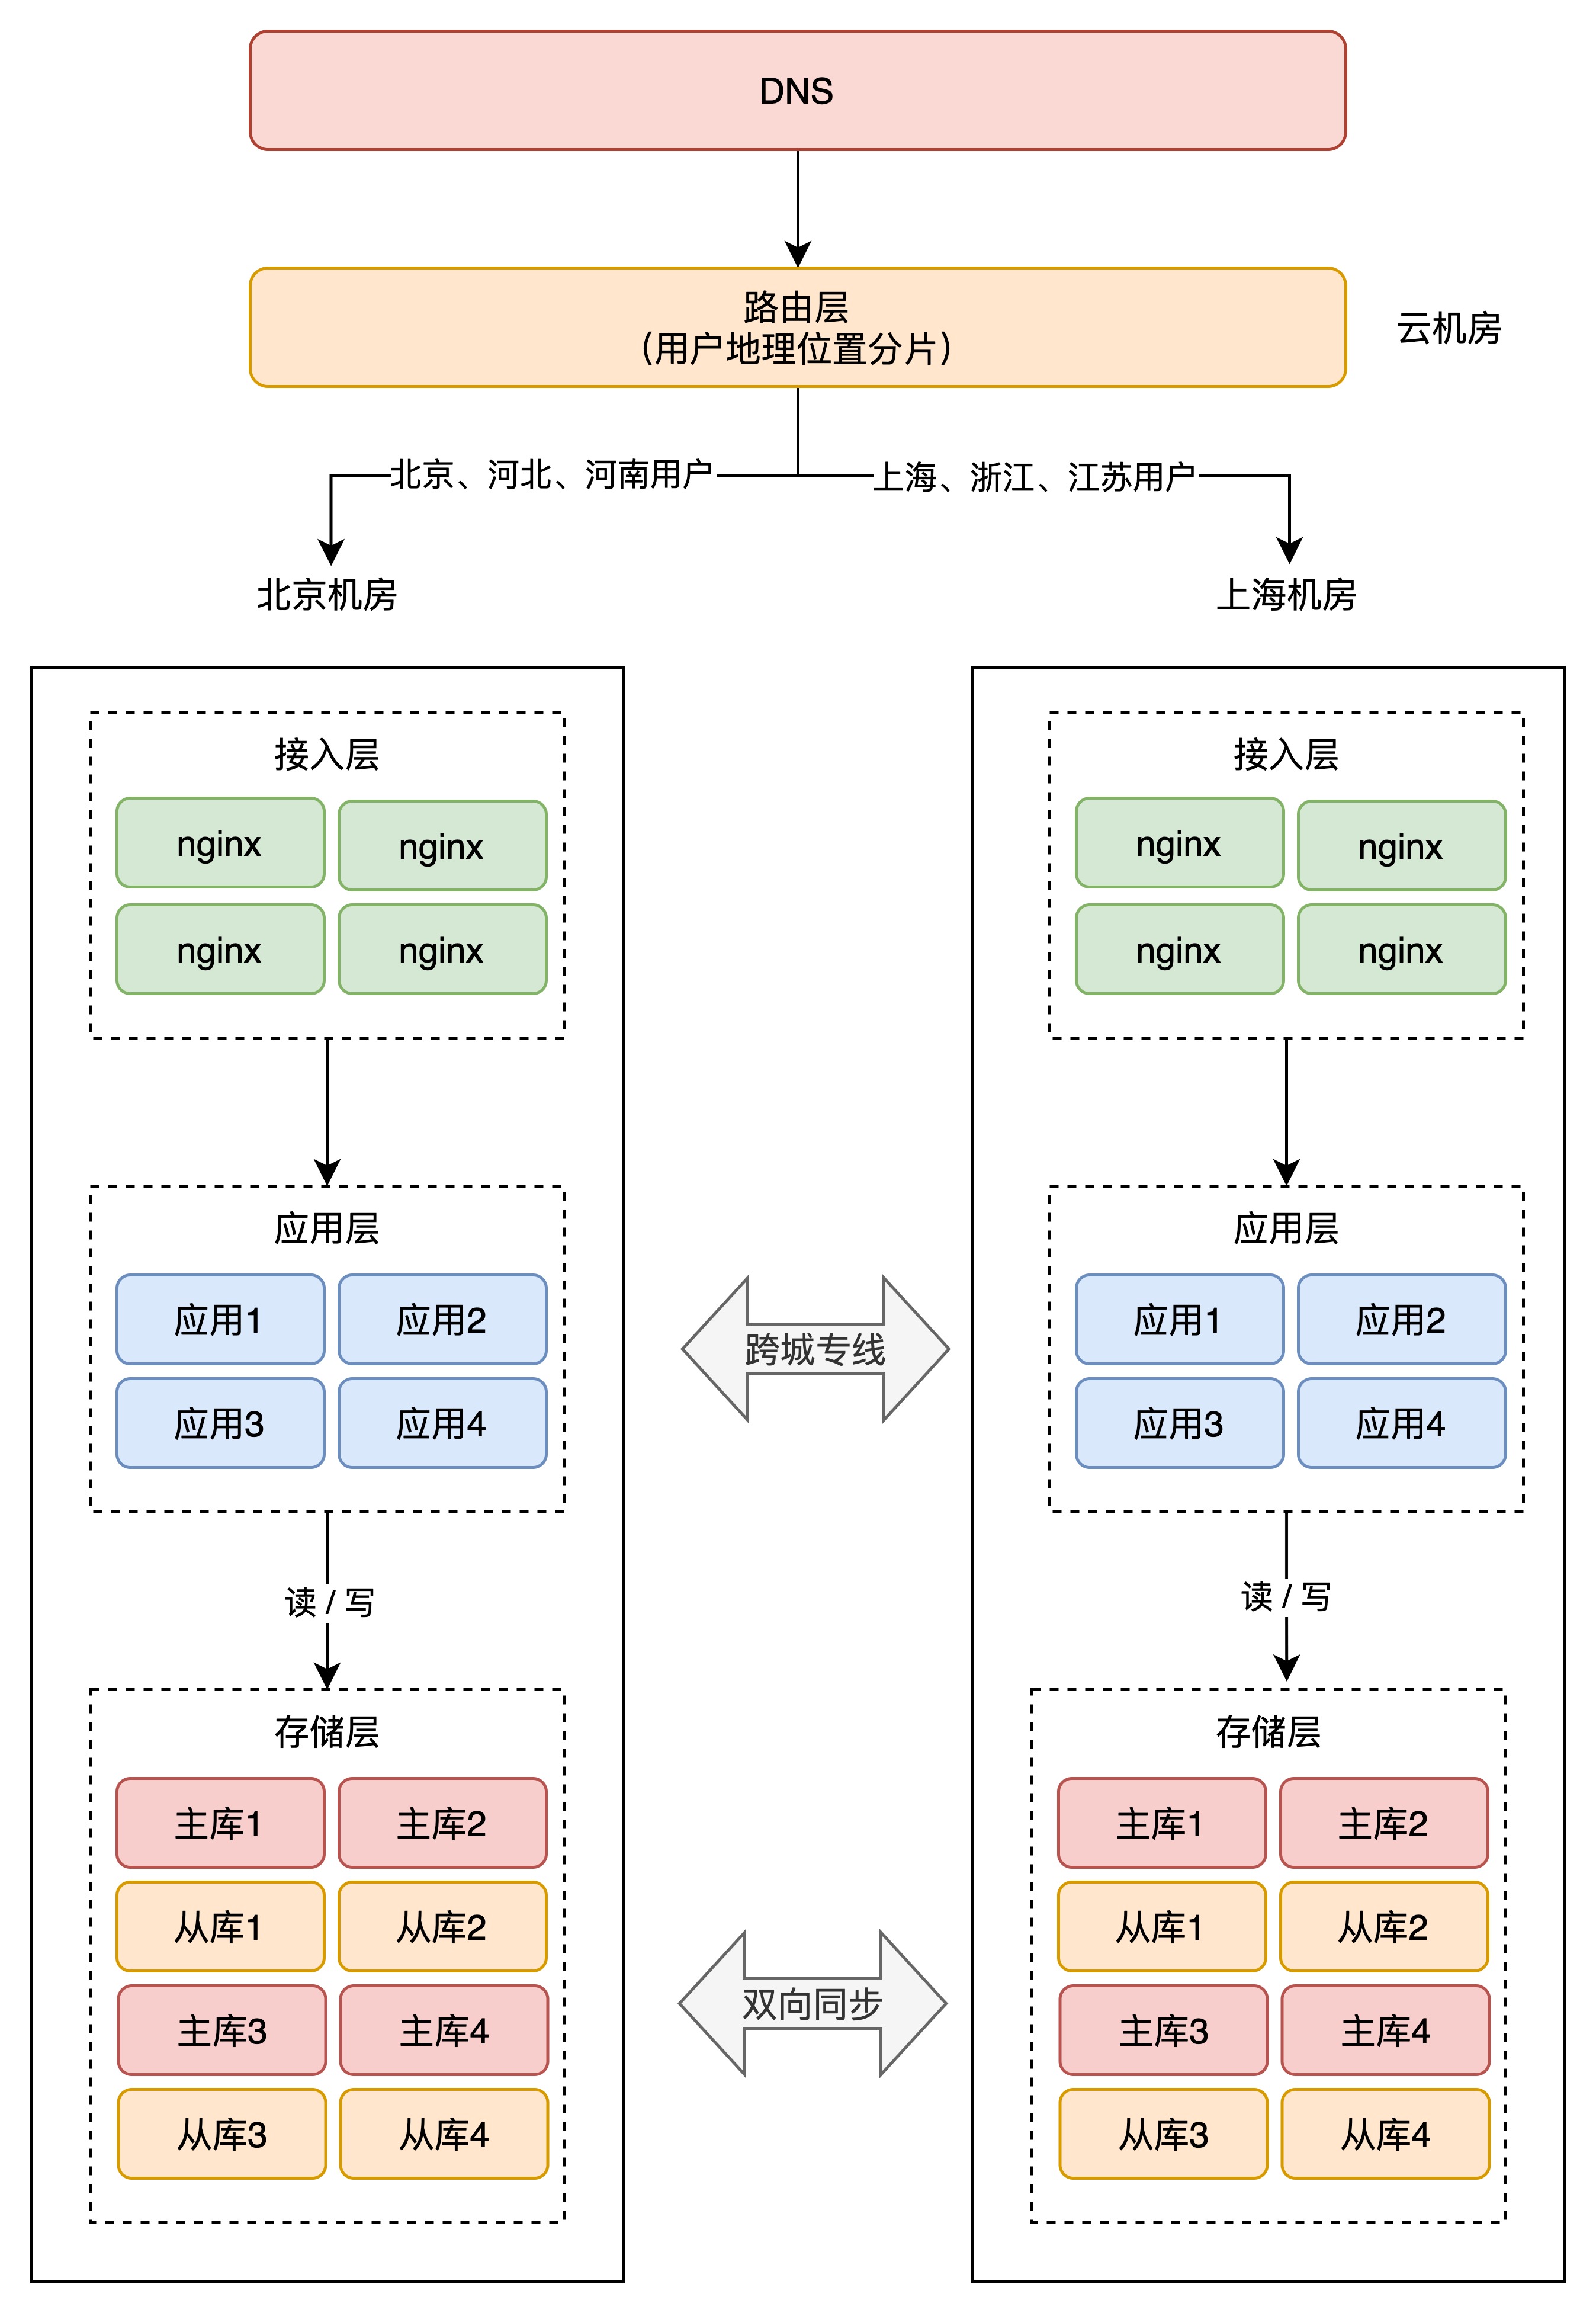 DNS
路由层
(用户地理位置分片)
云机房
北京、河北、河南用户
上海、浙江、江苏用户
北京机房
上海机房
接入层
nginx
nginx
nginx
nginx
应用层
应用1
应用2
应用3
应用4
读 / 写
存储层
主库1
主库2
从库1
从库2
主库3
主库4
从库3
从库4
跨城专线
双向同步
接入层
nginx
nginx
nginx
nginx
应用层
应用1
应用2
应用3
应用4
读 / 写
存储层
主库1
主库2
从库1
从库2
主库3
主库4
从库3
从库4